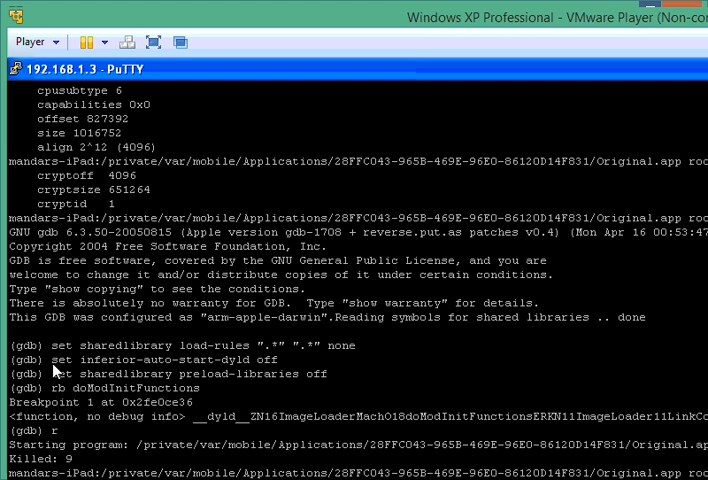 Windows XP Professional - VMware Player (Non-co
Player
192.168.1.3 - PuTTY
cpusubtype 6
capabilities 0x0
offset 827392
size 1016752
align 2^12 (4096)
mandars-iPad:/private/var/mobile/Applications/28FFC043-965B-469E-96E0-86120D14F831/Original.app roo
cryptoff 4096
cryptsize 651264
cryptid 1
mandars-iPad:/private/var/mobile/Applications/28FFC043-965B-469E-96E0-86120D14F831/Original.app roo
GNU gdb 6.3.50-20050815 (Apple version gdb-1708 + reverse.put.as patches v0.4) (Mon Apr 16 00:53:47
Copyright 2004 Free Software Foundation, Inc.
GDB is free software, covered by the GNU General Public License, and you are
welcome to change it and/or distribute copies of it under certain conditions.
Type "show copying" to see the conditions.
There is absolutely no warranty for GDB. Type "show warranty" for details.
This GDB was configured as "arm-apple-darwin".Reading symbols for shared libraries .. done
(gdb) set sharedlibrary load-rules ".*" ".*" none
(gdb) set inferior-auto-start-dyld off
(gdb) set sharedlibrary preload-libraries off
(gdb) rb doModInitFunctions
Breakpoint 1 at 0x2fe0ce36
<function, no debug info> __dyld__ZN16ImageLoaderMachO18doModInitFunctionsERKN11ImageLoader11LinkCo
(gdb) r
Starting program: /private/var/mobile/Applications/28FFC043-965B-469E-96E0-86120D14F831/Original.ap
Killed: 9
mandars-iPad:/private/var/mobile/Applications/28FFC043-965B-469E-96E0-86120D14F831/Original.app roo